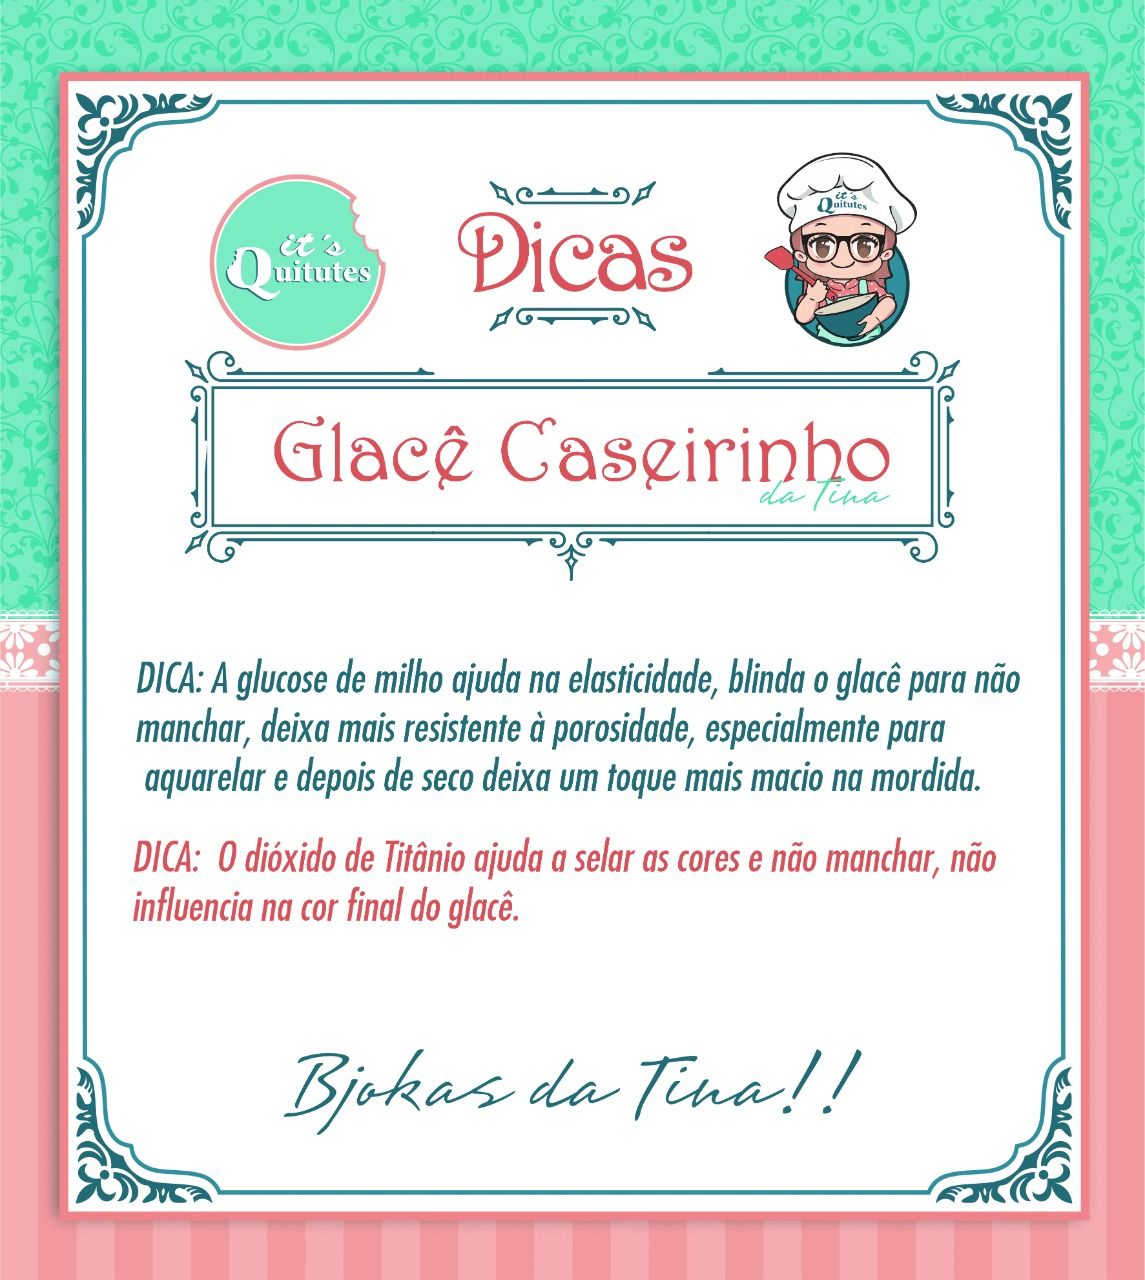 it's
Quitutes
Dicas
it's
Quitutes
Glacê Caseirinho
da Tina
DICA: A glucose de milho ajuda na elasticidade, blinda o glacê para não
manchar, deixa mais resistente à porosidade, especialmente para
aquarelar e depois de seco deixa um toque mais macio na mordida.
DICA: O dióxido de Titânio ajuda a selar as cores e não manchar, não
influencia na cor final do glacê.
Bjokas da Tina!!